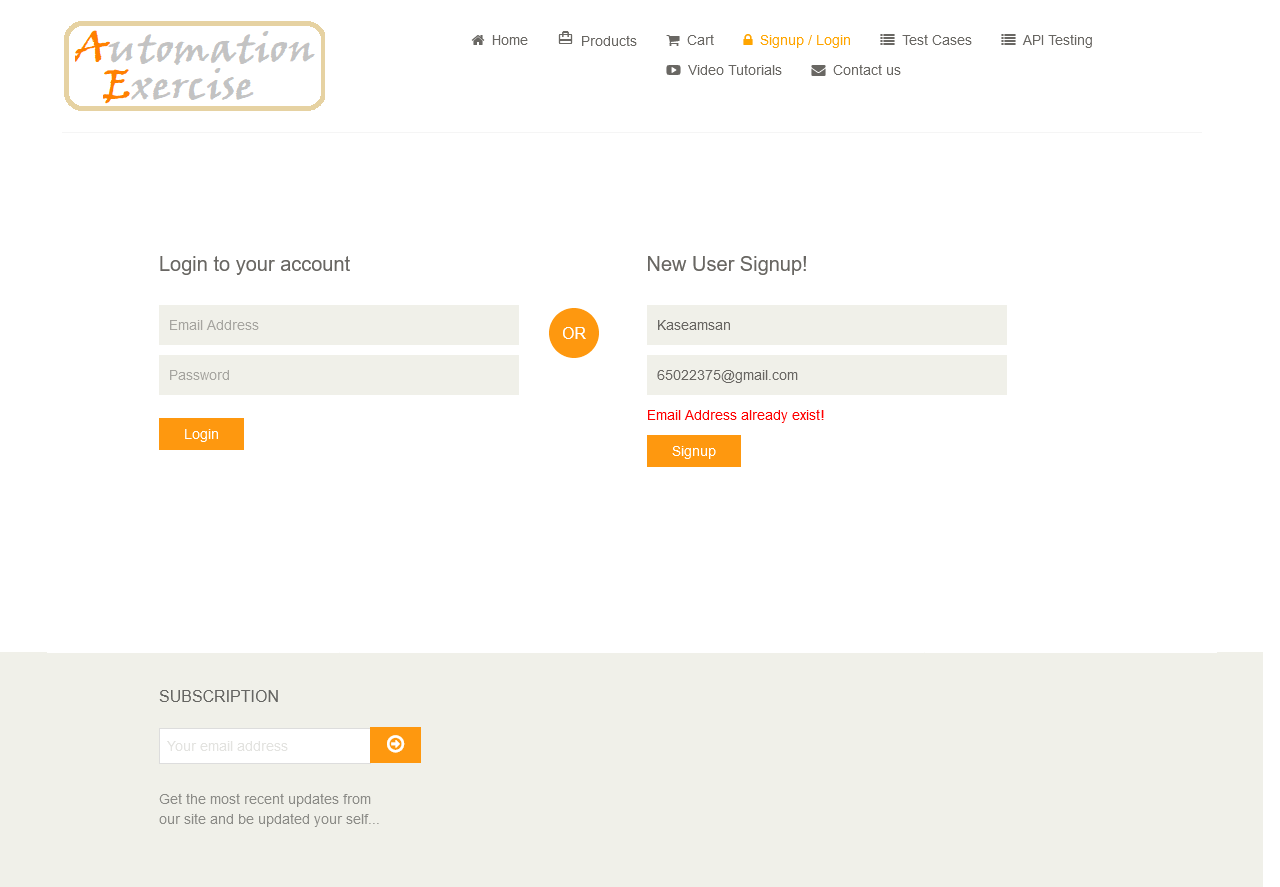 Automation
Exercise
Home Products Cart Signup / Login Test Cases API Testing
Video Tutorials Contact us
Login to your account
Email Address
Password
Login
OR
New User Signup!
Kaseamsan
65022375@gmail.com
Email Address already exist!
Signup
SUBSCRIPTION
Your email address
Get the most recent updates from
our site and be updated your self...